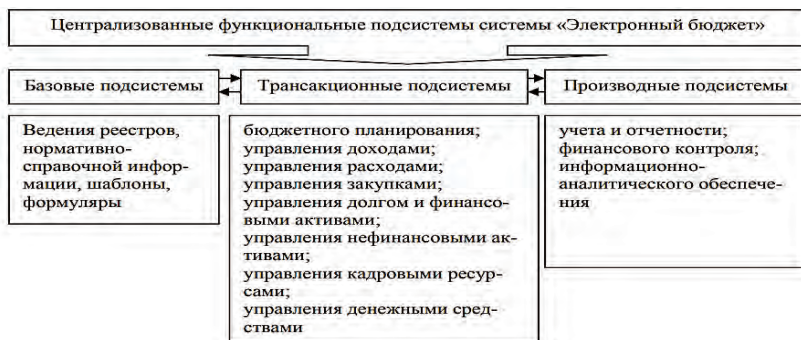 Централизованные функциональные подсистемы системы «Электронный бюджет»
Базовые подсистемы
Трансакционные подсистемы
Производные подсистемы
Ведения реестров,
нормативно-
справочной инфор-
мации, шаблоны,
формуляры
бюджетного планирования;
управления доходами;
управления расходами;
управления закупками;
управления долгом и финансо-
выми активами;
управления нефинансовыми ак-
тивами;
управления кадровыми ресур-
сами;
управления денежными сред-
ствами
учета и отчетности;
финансового контроля;
информационно-
аналитического обеспече-
ния